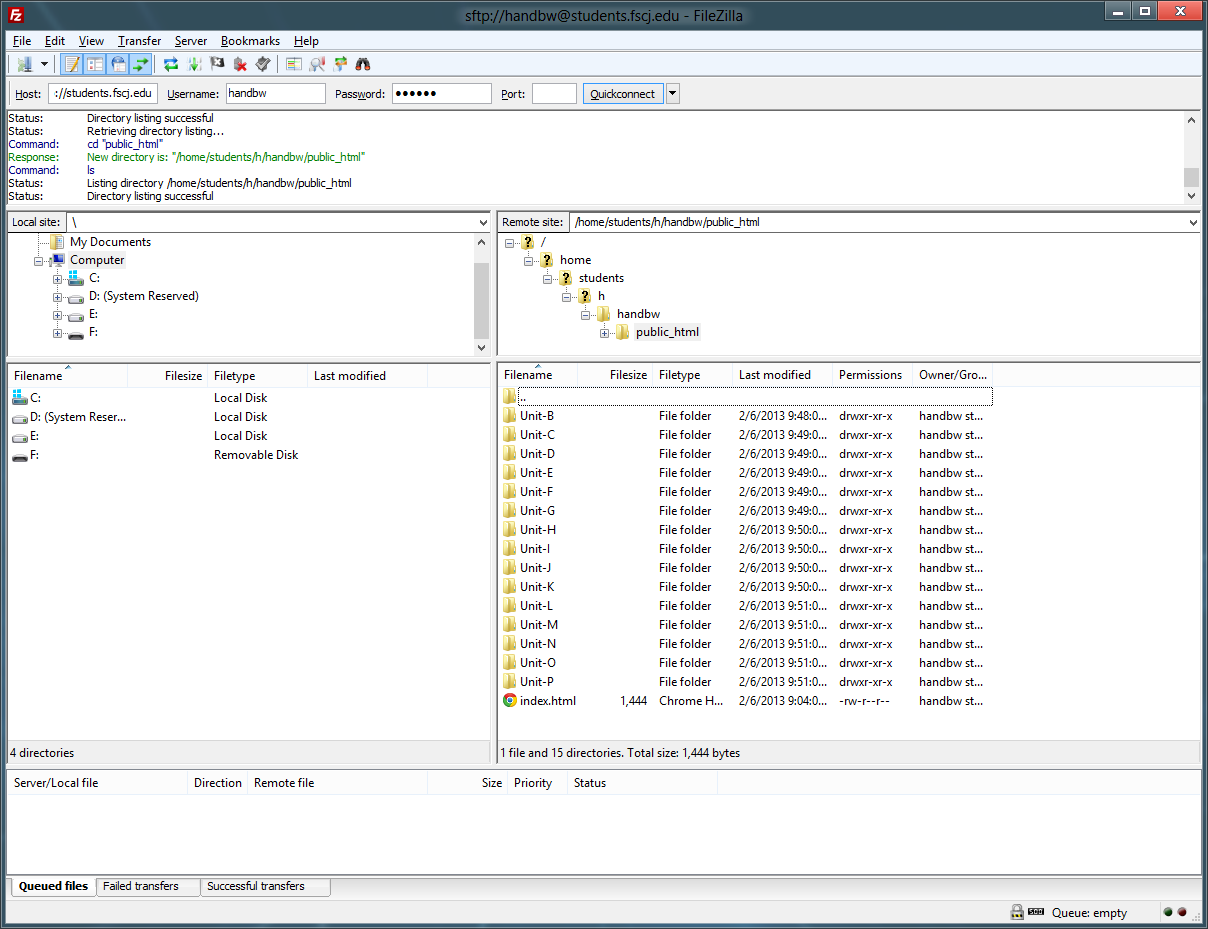 sftp://handbw@students.fscj.edu - FileZilla
File Edit View Transfer Server Bookmarks Help
Host: ://students.fscj.edu Username: handbw Password: ●●●●●● Port: Quickconnect
Status: Directory listing successful
Status: Retrieving directory listing...
Command: cd "public_html"
Response: New directory is: "/home/students/h/handbw/public_html"
Command: ls
Status: Listing directory /home/students/h/handbw/public_html
Status: Directory listing successful
Local site: \
My Documents
Computer
C:
D: (System Reserved)
E:
F:
Filename Filesize Filetype Last modified
C: Local Disk
D: (System Reser... Local Disk
E: Local Disk
F: Removable Disk
4 directories
Remote site: /home/students/h/handbw/public_html
/
home
students
h
handbw
public_html
Filename Filesize Filetype Last modified Permissions Owner/Gro...
..
Unit-B File folder 2/6/2013 9:48:0... drwxr-xr-x handbw st...
Unit-C File folder 2/6/2013 9:49:0... drwxr-xr-x handbw st...
Unit-D File folder 2/6/2013 9:49:0... drwxr-xr-x handbw st...
Unit-E File folder 2/6/2013 9:49:0... drwxr-xr-x handbw st...
Unit-F File folder 2/6/2013 9:49:0... drwxr-xr-x handbw st...
Unit-G File folder 2/6/2013 9:49:0... drwxr-xr-x handbw st...
Unit-H File folder 2/6/2013 9:50:0... drwxr-xr-x handbw st...
Unit-I File folder 2/6/2013 9:50:0... drwxr-xr-x handbw st...
Unit-J File folder 2/6/2013 9:50:0... drwxr-xr-x handbw st...
Unit-K File folder 2/6/2013 9:50:0... drwxr-xr-x handbw st...
Unit-L File folder 2/6/2013 9:51:0... drwxr-xr-x handbw st...
Unit-M File folder 2/6/2013 9:51:0... drwxr-xr-x handbw st...
Unit-N File folder 2/6/2013 9:51:0... drwxr-xr-x handbw st...
Unit-O File folder 2/6/2013 9:51:0... drwxr-xr-x handbw st...
Unit-P File folder 2/6/2013 9:51:0... drwxr-xr-x handbw st...
index.html 1,444 Chrome H... 2/6/2013 9:04:0... -rw-r--r-- handbw st...
1 file and 15 directories. Total size: 1,444 bytes
Server/Local file Direction Remote file Size Priority Status
Queued files Failed transfers Successful transfers
Queue: empty